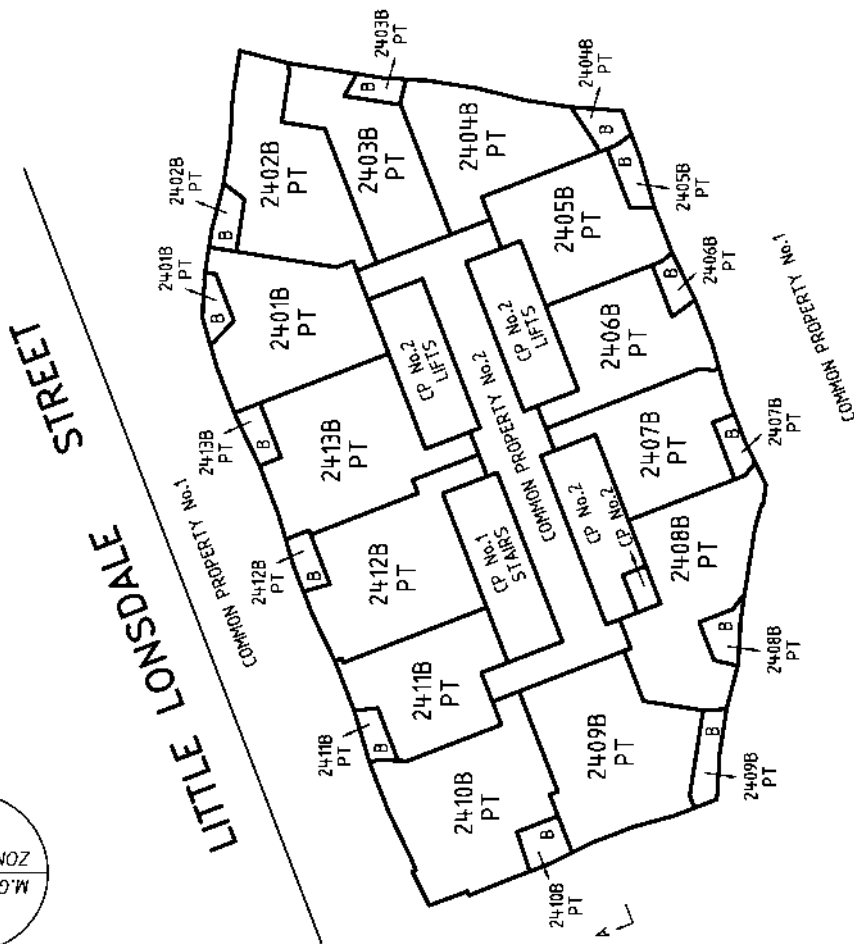 LITTLE LONSDALE STREET
COMMON PROPERTY No.1
2401B
PT
B
2402B
PT
B
2403B
PT
B
2402B
PT
2401B
PT
2403B
PT
2404B
PT
2404B
PT
B
2413B
PT
B
2413B
PT
CP No.2
LIFTS
COMMON PROPERTY No.2
CP No.2
LIFTS
2405B
PT
B
2405B
PT
2406B
PT
B
2406B
PT
2412B
PT
B
2412B
PT
CP No.1
STAIRS
CP No.2
CP No.2
2407B
PT
B
2407B
PT
COMMON PROPERTY No.1
2411B
PT
B
2411B
PT
2408B
PT
B
2408B
PT
2410B
PT
2409B
PT
B
2409B
PT
B
2410B
PT
A
M.G
ZON